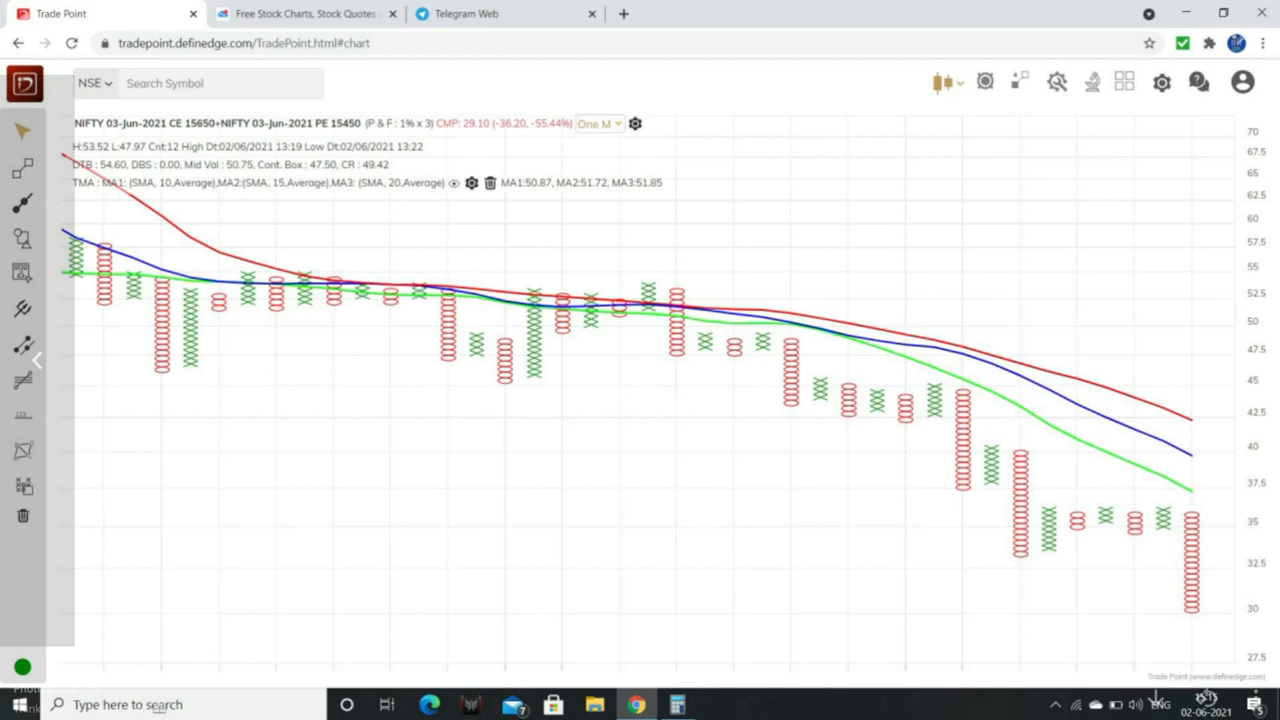 Trade Point
Free Stock Charts, Stock Quotes
Telegram Web
tradepoint.definedge.com/TradePoint.html#chart
NSE
Search Symbol
NIFTY 03-Jun-2021 CE 15650+NIFTY 03-Jun-2021 PE 15450 (P & F : 1% x 3) CMP: 29.10 (-36.20, -55.44%) One M
H:53.52 L:47.97 Cnt:12 High Dt:02/06/2021 13:19 Low Dt:02/06/2021 13:22
DTB : 54.60, DBS : 0.00, Mid Val : 50.75, Cont. Box : 47.50, CR : 49.42
TMA : MA1: (SMA, 10,Average),MA2:(SMA, 15,Average),MA3: (SMA, 20,Average) MA1:50.87, MA2:51.72, MA3:51.85
70
67.5
65
62.5
60
57.5
55
52.5
50
47.5
45
42.5
40
37.5
35
32.5
30
27.5
123
Trade Point (www.definedge.com)
Type here to search
7
ENG
15:15
02-06-2021
5